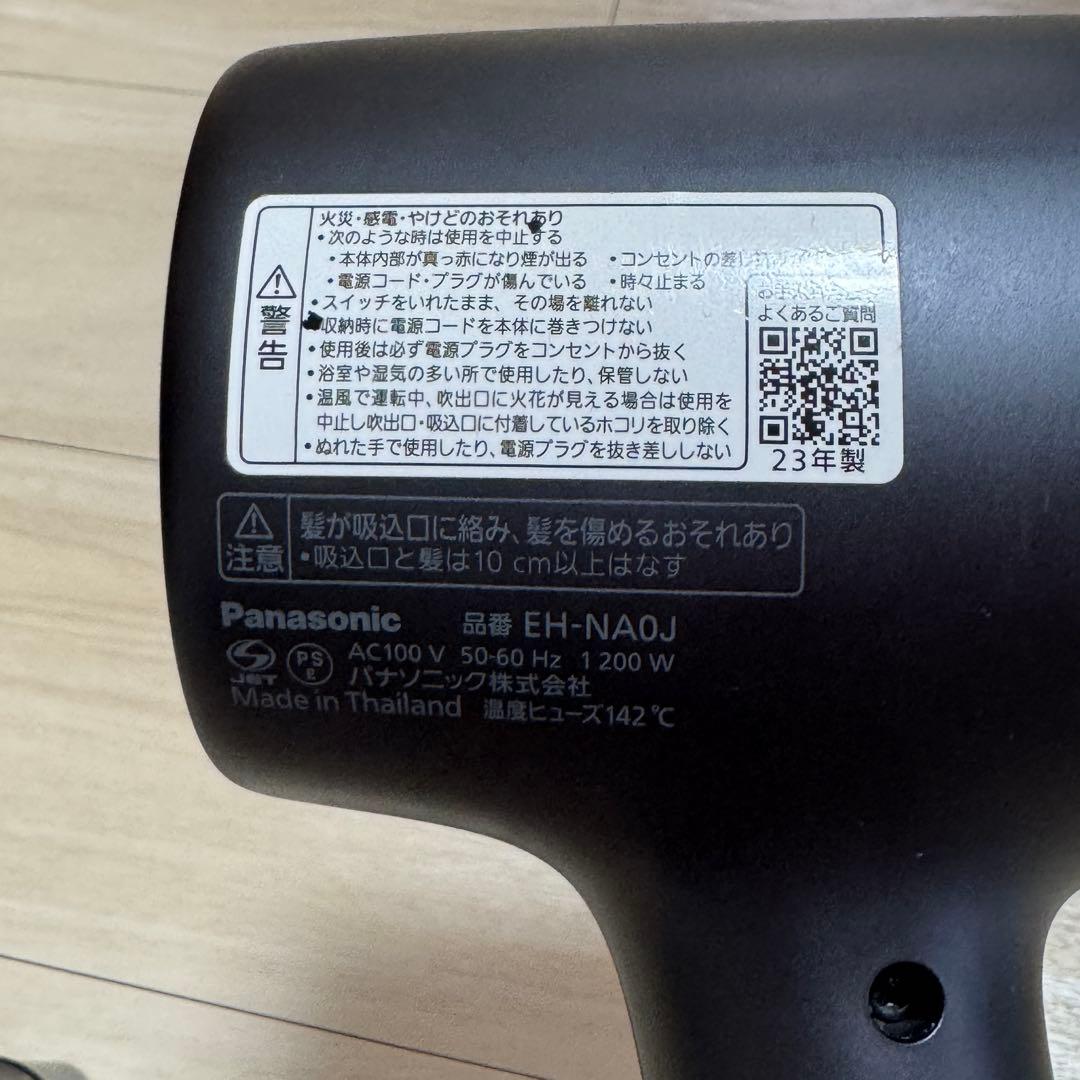 警告
火災・感電・やけどのおそれあり
・次のような時は使用を中止する
・本体内部が真っ赤になり煙が出る ・コンセントの差し
・電源コード・プラグが傷んでいる ・時々止まる
・スイッチをいれたまま、その場を離れない
収納時に電源コードを本体に巻きつけない
・使用後は必ず電源プラグをコンセントから抜く
・浴室や湿気の多い所で使用したり、保管しない
・温風で運転中、吹出口に火花が見える場合は使用を
中止し吹出口・吸込口に付着しているホコリを取り除く
・ぬれた手で使用したり、電源プラグを抜き差ししない
よくあるご質問
23年製
注意
髪が吸込口に絡み、髪を傷めるおそれあり
・吸込口と髪は10 cm以上はなす
Panasonic 品番 EH-NA0J
JET PS E AC100 V 50-60 Hz 1 200 W
パナソニック株式会社
Made in Thailand 温度ヒューズ142℃